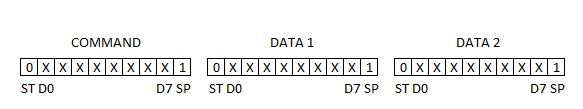 COMMAND DATA 1 DATA 2
0 X X X X X X X X 1 0 X X X X X X X X 1 0 X X X X X X X X 1
ST D0 D7 SP ST D0 D7 SP ST D0 D7 SP